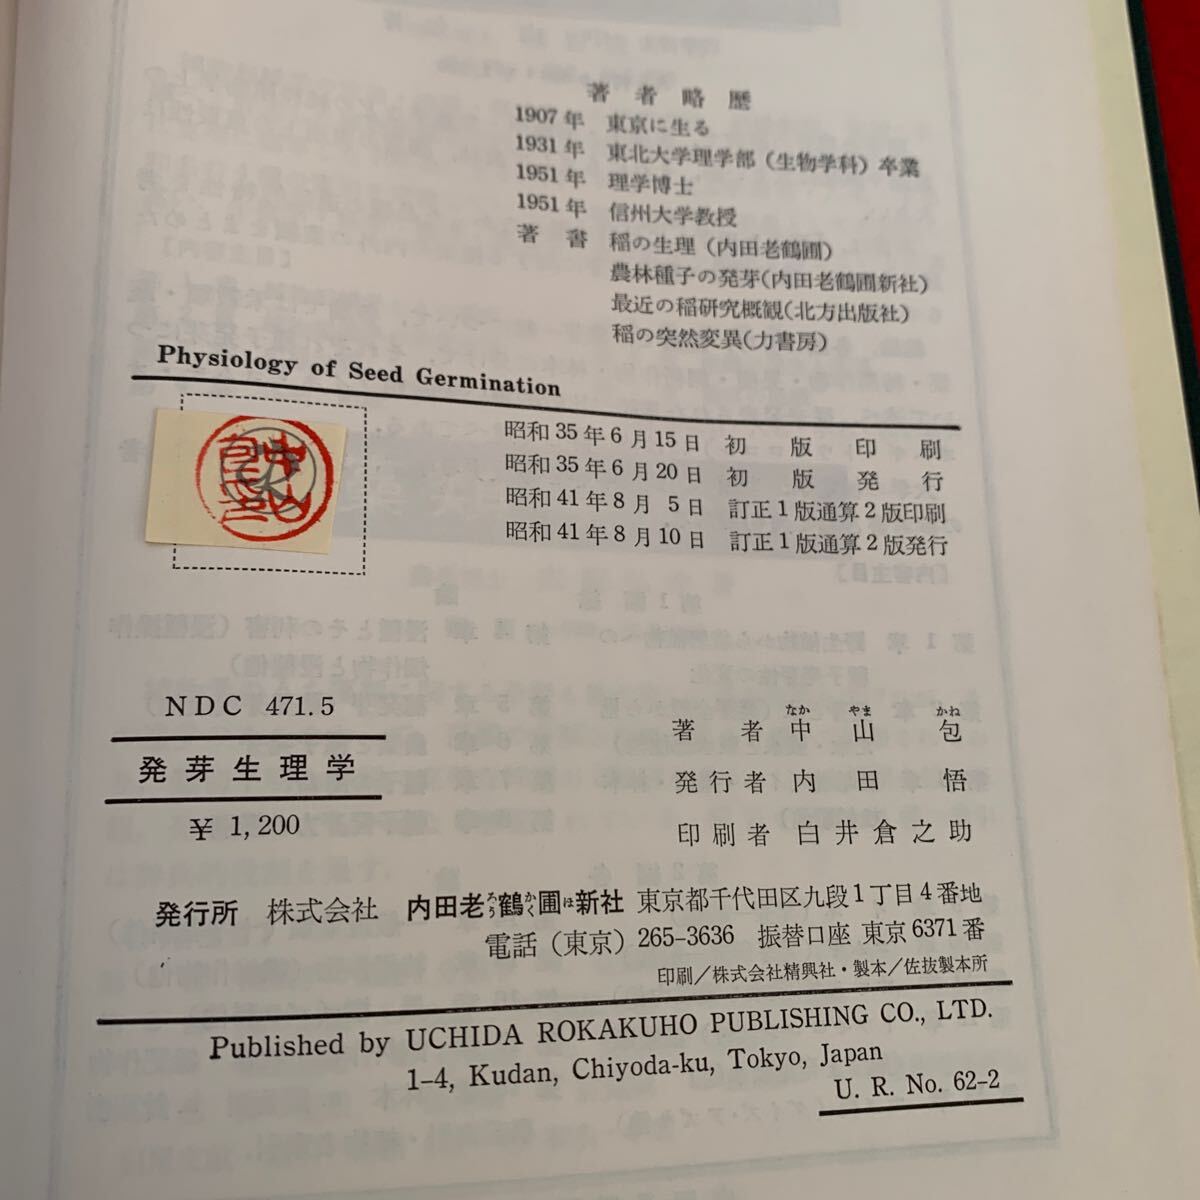 著者略歴
1907年 東京に生る
1931年 東北大学理学部（生物学科）卒業
1951年 理学博士
1951年 信州大学教授
著書 稲の生理（内田老鶴圃）
農林種子の発芽（内田老鶴圃新社）
最近の稲研究概観（北方出版社）
稲の突然変異（力書房）
Physiology of Seed Germination
昭和35年6月15日 初版印刷
昭和35年6月20日 初版発行
昭和41年8月5日 訂正1版通算2版印刷
昭和41年8月10日 訂正1版通算2版発行
NDC 471.5
発芽生理学
¥ 1,200
著者 中山包
なか やま かね
発行者 内田悟
印刷者 白井倉之助
発行所 株式会社 内田老鶴圃新社 東京都千代田区九段1丁目4番地
ろう かく ほ
電話（東京）265-3636 振替口座 東京6371番
印刷／株式会社精興社・製本／佐抜製本所
Published by UCHIDA ROKAKUHO PUBLISHING CO., LTD.
1-4, Kudan, Chiyoda-ku, Tokyo, Japan
U. R. No. 62-2